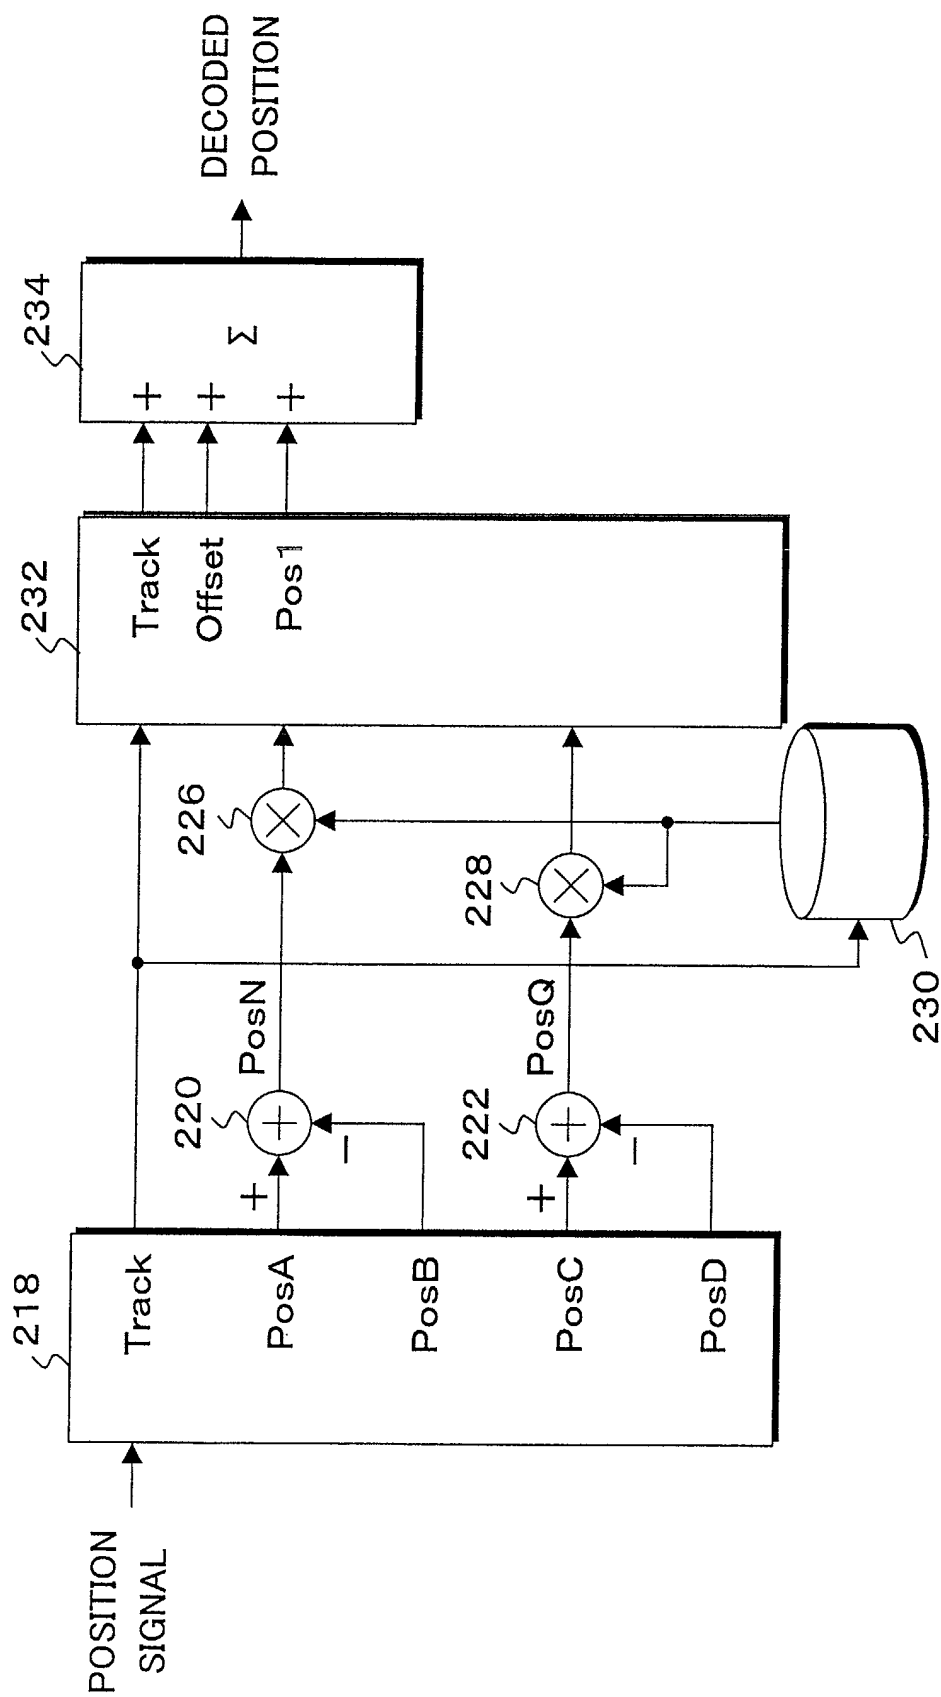 POSITION
SIGNAL
218
Track
PosA
PosB
PosC
PosD
+
−
+
−
220
222
PosN
PosQ
226
228
230
232
Track
Offset
Pos1
234
+
+
+
Σ
DECODED
POSITION